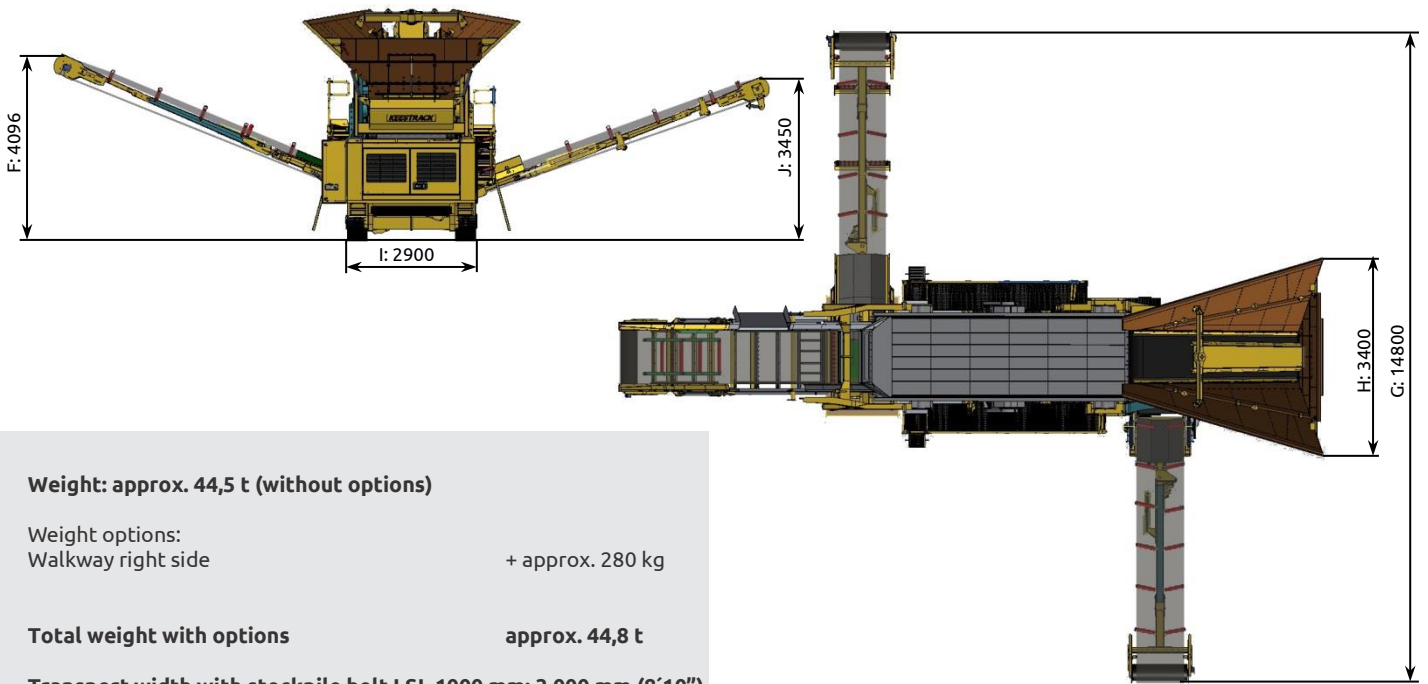 F: 4096
KEESTRACK
J: 3450
I: 2900
H: 3400
G: 14800
Weight: approx. 44,5 t (without options)
Weight options:
Walkway right side + approx. 280 kg
Total weight with options approx. 44,8 t